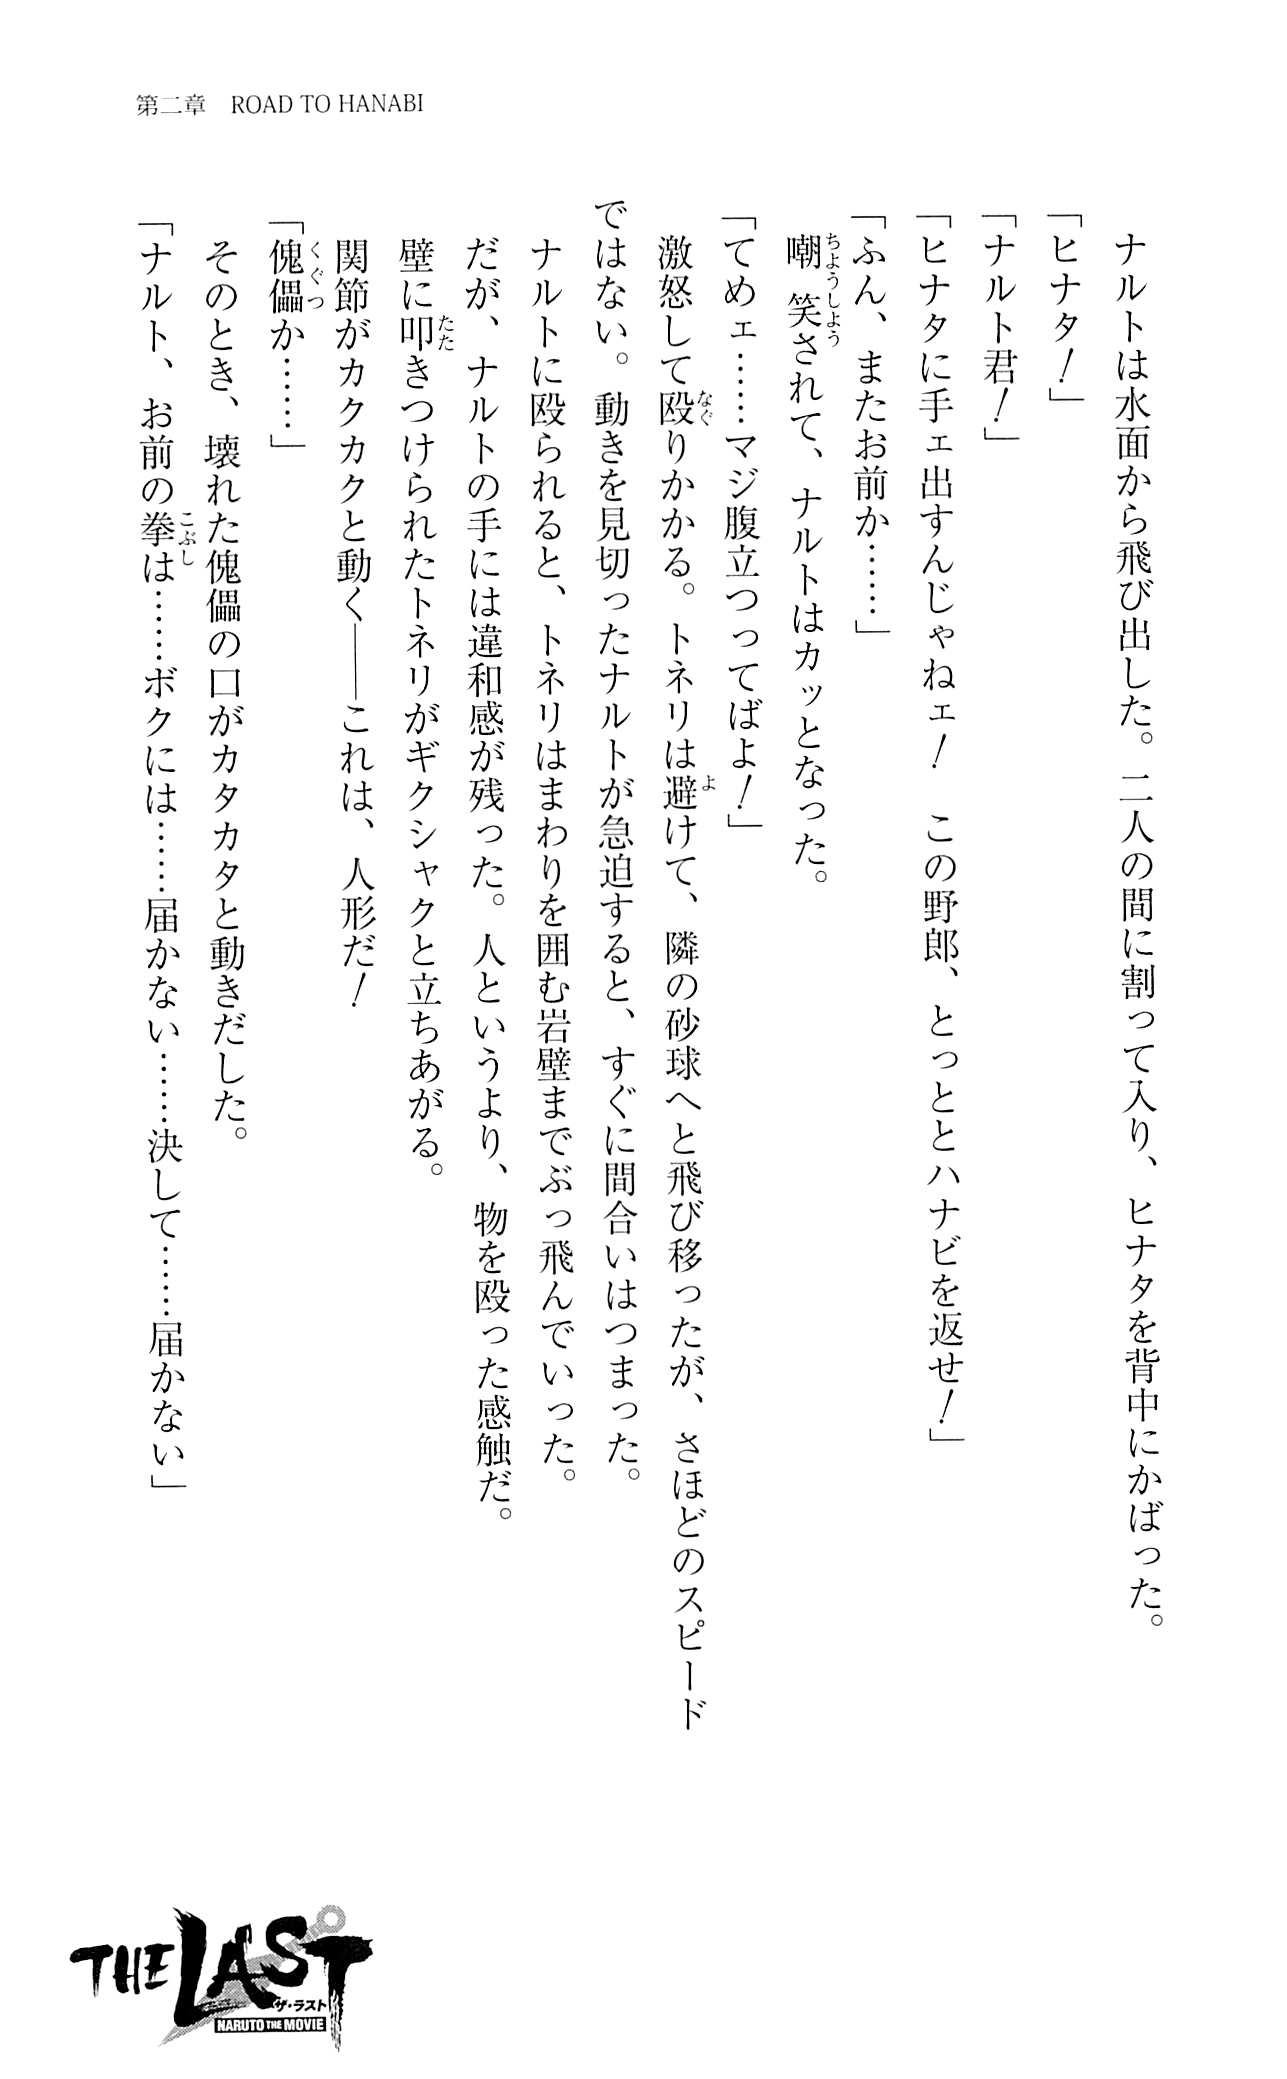 第二章 ROAD TO HANABI
ナルトは水面から飛び出した。二人の間に割って入り、ヒナタを背中にかばった。
「ヒナタ！」
「ナルト君！」
「ヒナタに手ェ出すんじゃねェ！　この野郎、とっととハナビを返せ！」
「ふん、またお前か……」
嘲笑されて、ナルトはカッとなった。
「てめェ……マジ腹立つってばよ！」
激怒して殴りかかる。トネリは避けて、隣の砂球へと飛び移ったが、さほどのスピード
ではない。動きを見切ったナルトが急迫すると、すぐに間合いはつまった。
ナルトに殴られると、トネリはまわりを囲む岩壁までぶっ飛んでいった。
だが、ナルトの手には違和感が残った。人というより、物を殴った感触だ。
壁に叩きつけられたトネリがギクシャクと立ちあがる。
関節がカクカクと動く――これは、人形だ！
「傀儡か……」
そのとき、壊れた傀儡の口がカタカタと動きだした。
「ナルト、お前の拳は……ボクには……届かない……決して……届かない」
THE LAST
ザ・ラスト
NARUTO THE MOVIE